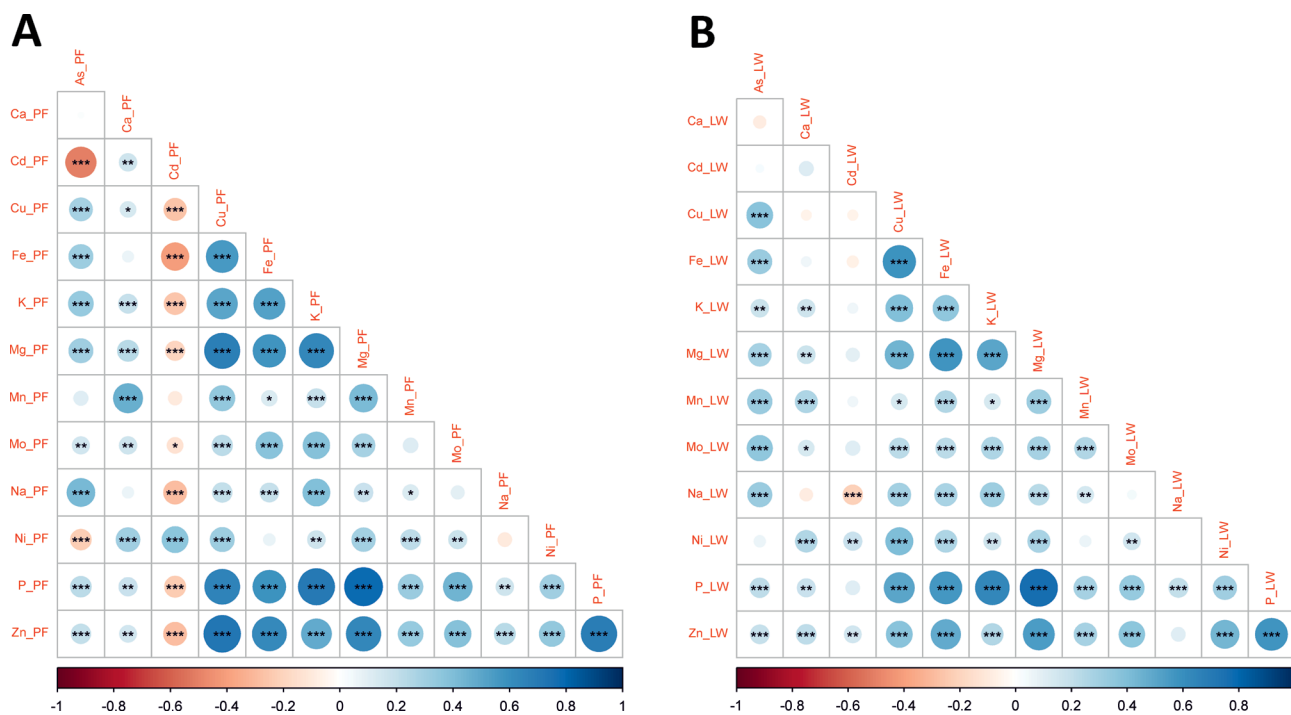 A
As_PF
Ca_PF
Ca_PF
Cd_PF *** **
Cd_PF
Cu_PF *** * ***
Cu_PF
Fe_PF *** *** ***
Fe_PF
K_PF *** *** *** *** ***
K_PF
Mg_PF *** *** *** *** *** ***
Mg_PF
Mn_PF *** *** * *** ***
Mn_PF
Mo_PF ** ** * *** *** *** ***
Mo_PF
Na_PF *** *** *** *** *** ** *
Na_PF
Ni_PF *** *** *** *** ** *** *** **
Ni_PF
P_PF *** ** *** *** *** *** *** *** *** ** ***
P_PF
Zn_PF *** ** *** *** *** *** *** *** *** *** *** ***
-1 -0.8 -0.6 -0.4 -0.2 0 0.2 0.4 0.6 0.8 1
B
As_LW
Ca_LW
Ca_LW
Cd_LW
Cd_LW
Cu_LW ***
Cu_LW
Fe_LW *** ***
Fe_LW
K_LW ** ** *** ***
K_LW
Mg_LW *** ** *** *** ***
Mg_LW
Mn_LW *** *** * *** * ***
Mn_LW
Mo_LW *** * *** *** *** *** ***
Mo_LW
Na_LW *** *** *** *** *** *** **
Na_LW
Ni_LW *** ** *** *** ** *** **
Ni_LW
P_LW *** ** *** *** *** *** *** *** *** ***
P_LW
Zn_LW *** *** ** *** *** *** *** *** *** *** ***
-1 -0.8 -0.6 -0.4 -0.2 0 0.2 0.4 0.6 0.8